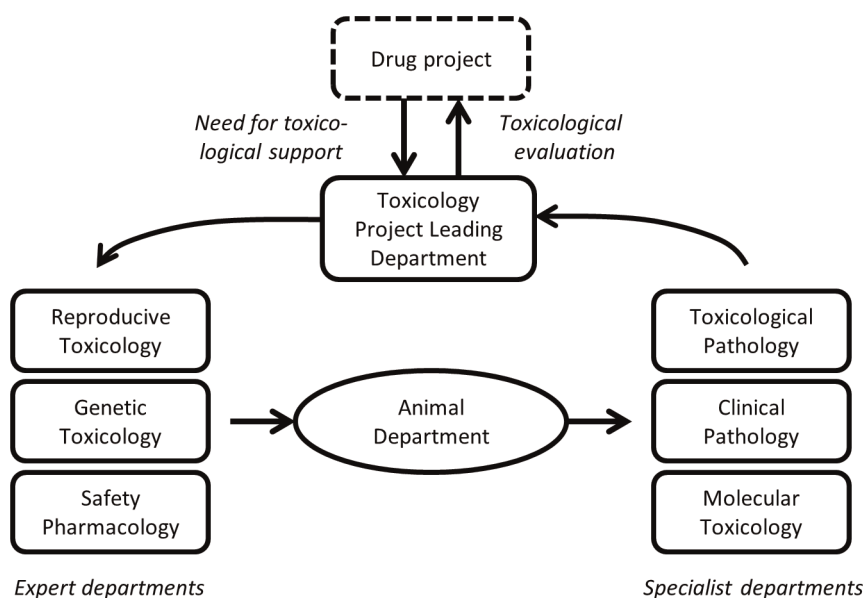 Drug project
Need for toxico-
logical support
Toxicological
evaluation
Toxicology
Project Leading
Department
Reproducive
Toxicology
Genetic
Toxicology
Safety
Pharmacology
Expert departments
Animal
Department
Toxicological
Pathology
Clinical
Pathology
Molecular
Toxicology
Specialist departments